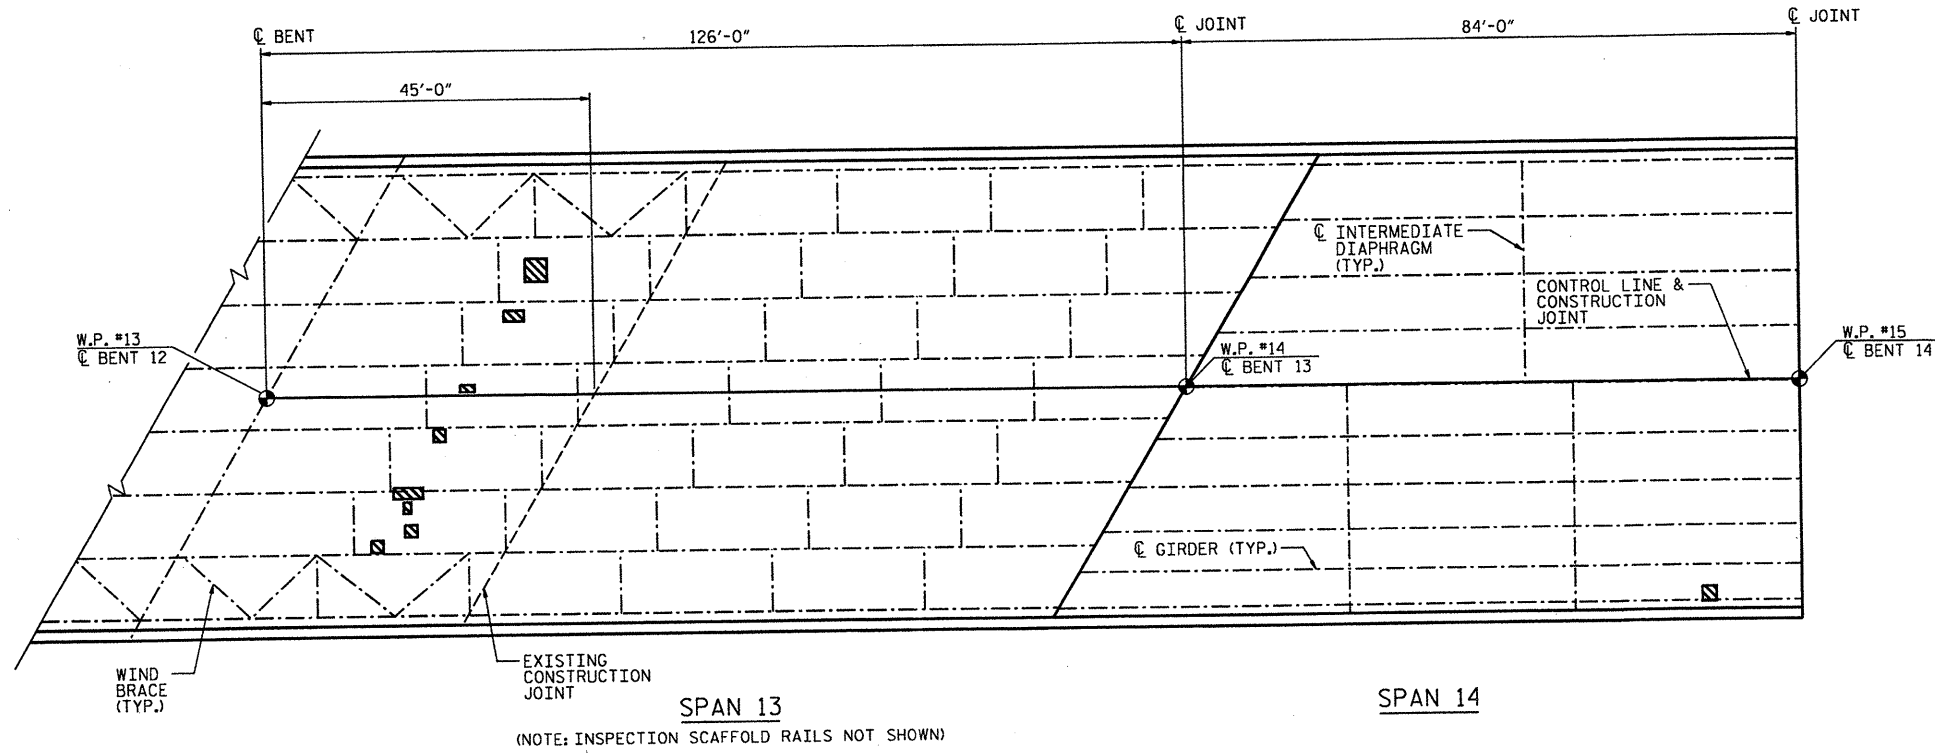 ℄ BENT
126'-0"
℄ JOINT
84'-0"
℄ JOINT
45'-0"
℄ INTERMEDIATE
DIAPHRAGM
(TYP.)
CONTROL LINE &
CONSTRUCTION
JOINT
W.P. #13
℄ BENT 12
W.P. #14
℄ BENT 13
W.P. #15
℄ BENT 14
℄ GIRDER (TYP.)
WIND
BRACE
(TYP.)
EXISTING
CONSTRUCTION
JOINT
SPAN 13
(NOTE: INSPECTION SCAFFOLD RAILS NOT SHOWN)
SPAN 14